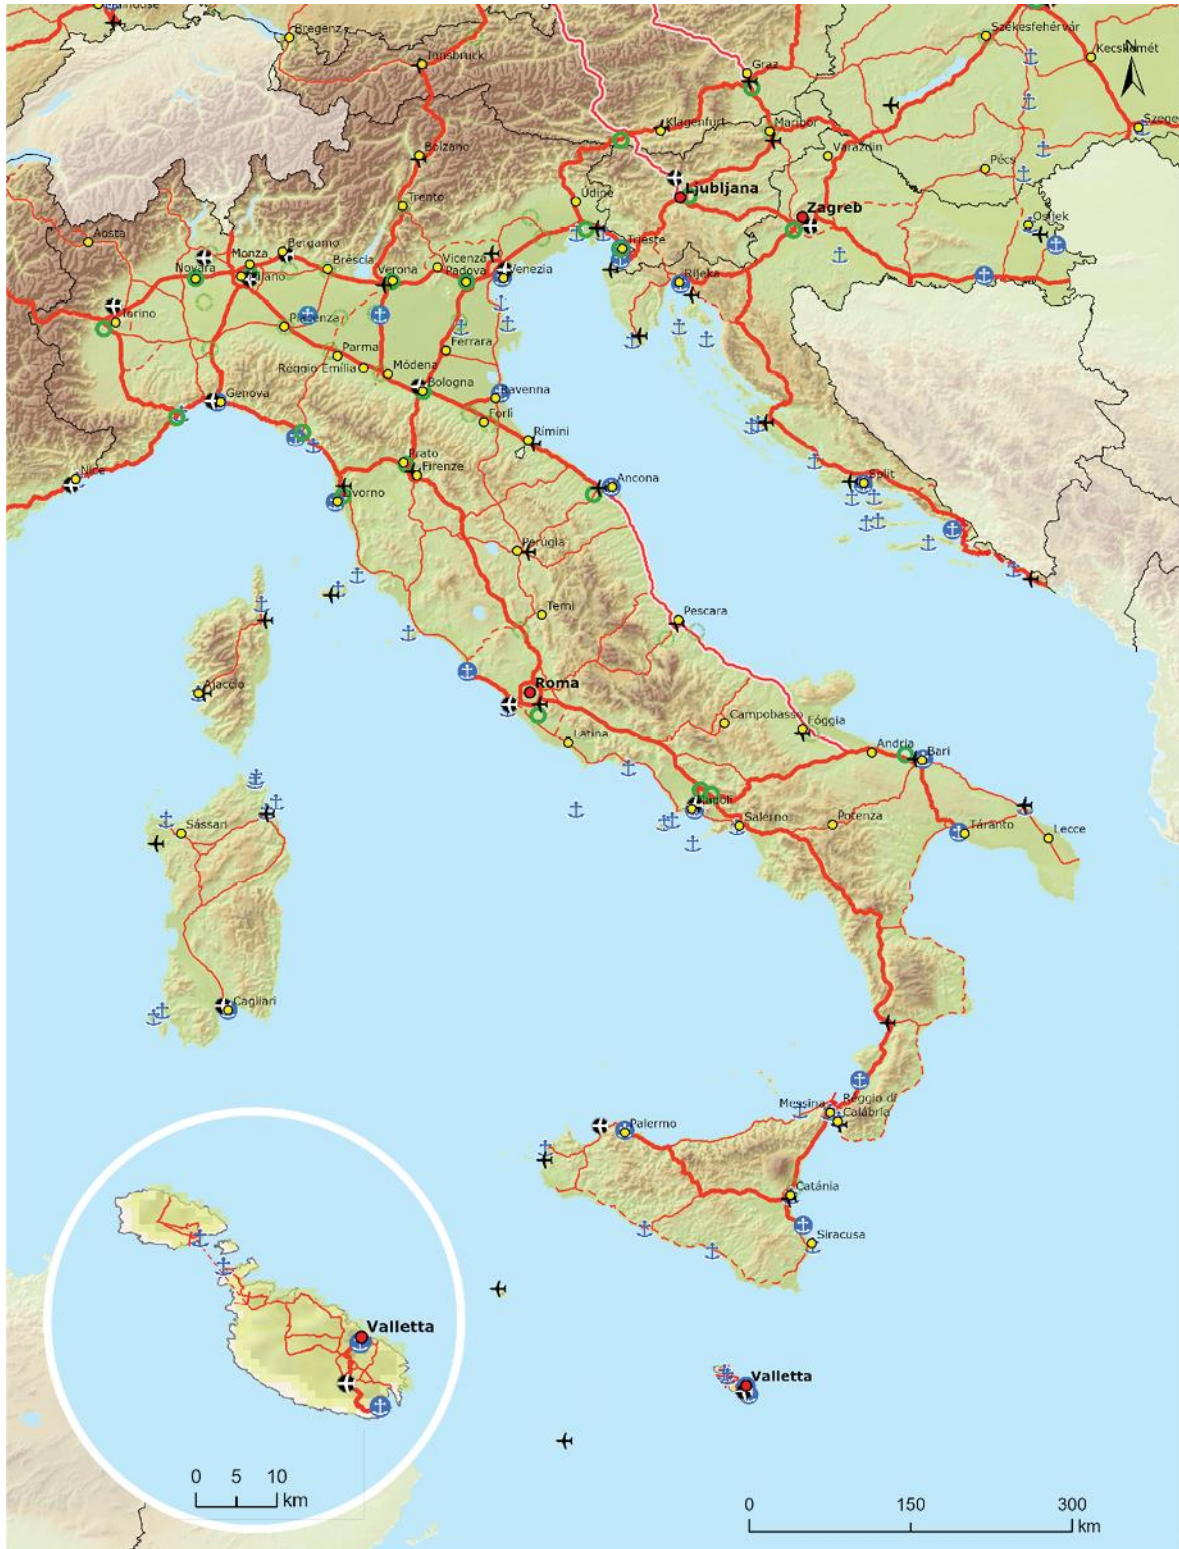 Bregenz
Innsbruck
Graz
Székesfehérvár
N
Kecskemét
Klagenfurt
Maribor
Varazdin
Bolzano
Pécs
Trento
Udine
Ljubljana
Zagreb
Osijek
Aosta
Bergamo
Monza
Vicenza
Trieste
Novara
Milano
Bréscia
Verona
Padova
Venezia
Rijeka
Torino
Piacenza
Parma
Ferrara
Reggio Emilia
Módena
Bologna
Ravenna
Genova
Forlì
Rímini
Nice
Prato
Firenze
Split
Livorno
Ancona
Perugia
Terni
Pescara
Ajaccio
Roma
Campobasso
Fóggia
Latina
Andria
Bari
Napoli
Sássari
Salerno
Potenza
Táranto
Lecce
Cagliari
Messina
Reggio di
Calábria
Palermo
Catánia
Siracusa
Valletta
Valletta
0 5 10
km
0 150 300
km